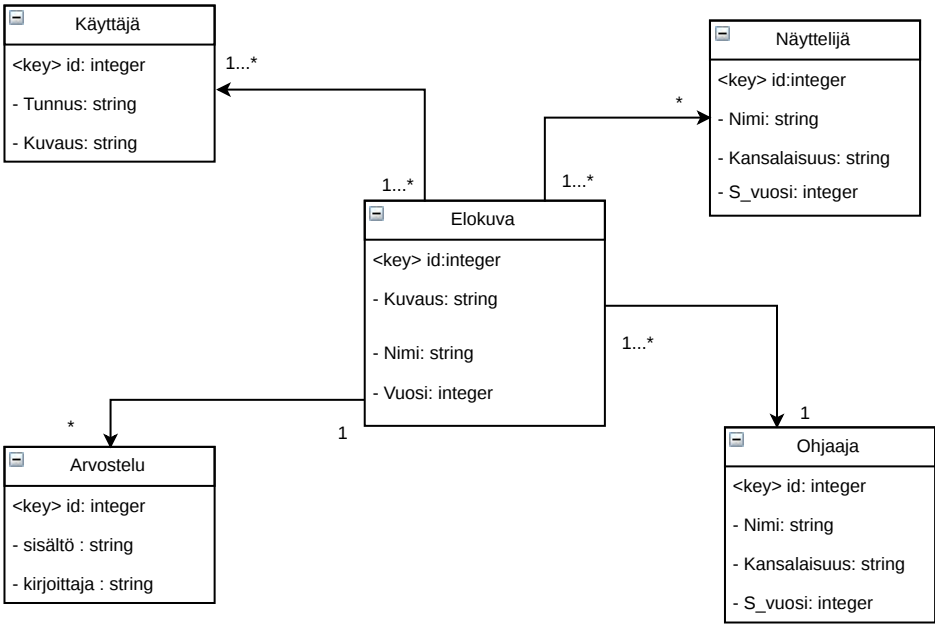 Käyttäjä
<key> id: integer
- Tunnus: string
- Kuvaus: string
1...*
1...*
Näyttelijä
<key> id:integer
- Nimi: string
- Kansalaisuus: string
- S_vuosi: integer
*
1...*
Elokuva
<key> id:integer
- Kuvaus: string
- Nimi: string
- Vuosi: integer
1...*
1
*
1
Arvostelu
<key> id: integer
- sisältö : string
- kirjoittaja : string
Ohjaaja
<key> id: integer
- Nimi: string
- Kansalaisuus: string
- S_vuosi: integer